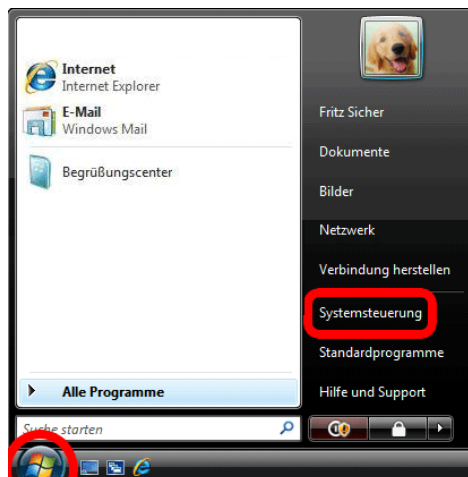 Internet
Internet Explorer
E-Mail
Windows Mail
Begrüßungscenter
Alle Programme
Suche starten
Fritz Sicher
Dokumente
Bilder
Netzwerk
Verbindung herstellen
Systemsteuerung
Standardprogramme
Hilfe und Support